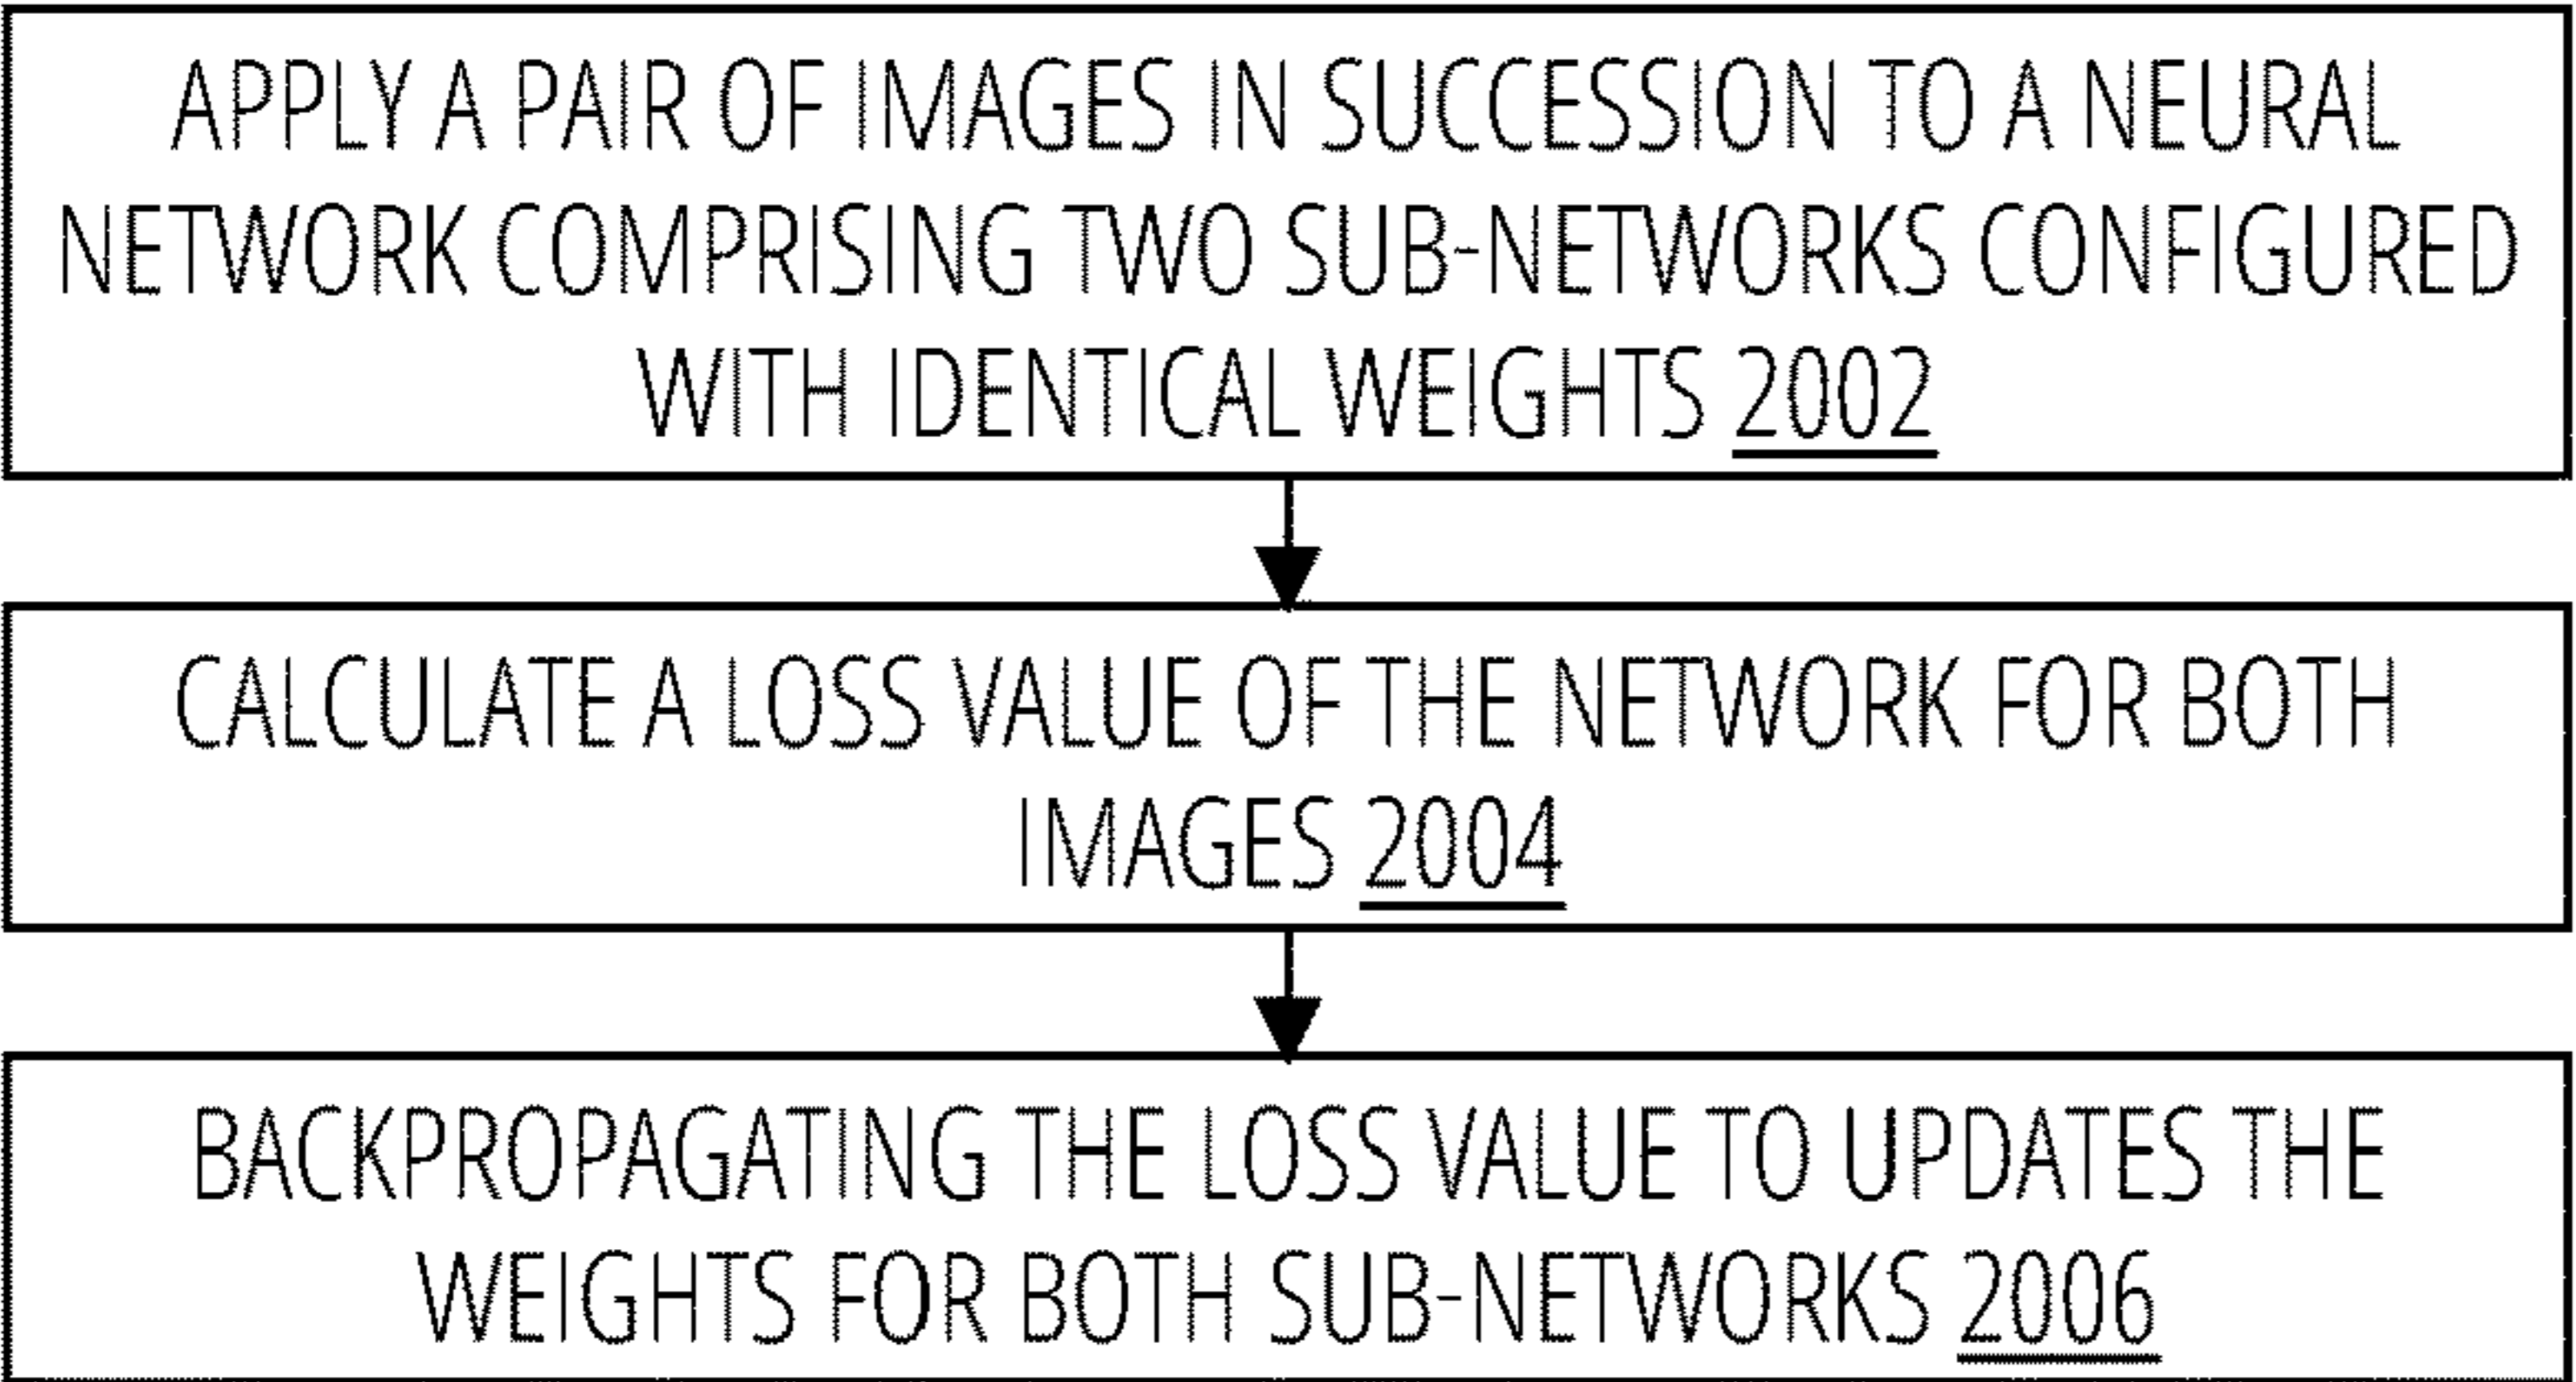 APPLY A PAIR OF IMAGES IN SUCCESSION TO A NEURAL
NETWORK COMPRISING TWO SUB-NETWORKS CONFIGURED
WITH IDENTICAL WEIGHTS 2002
CALCULATE A LOSS VALUE OF THE NETWORK FOR BOTH
IMAGES 2004
BACKPROPAGATING THE LOSS VALUE TO UPDATES THE
WEIGHTS FOR BOTH SUB-NETWORKS 2006